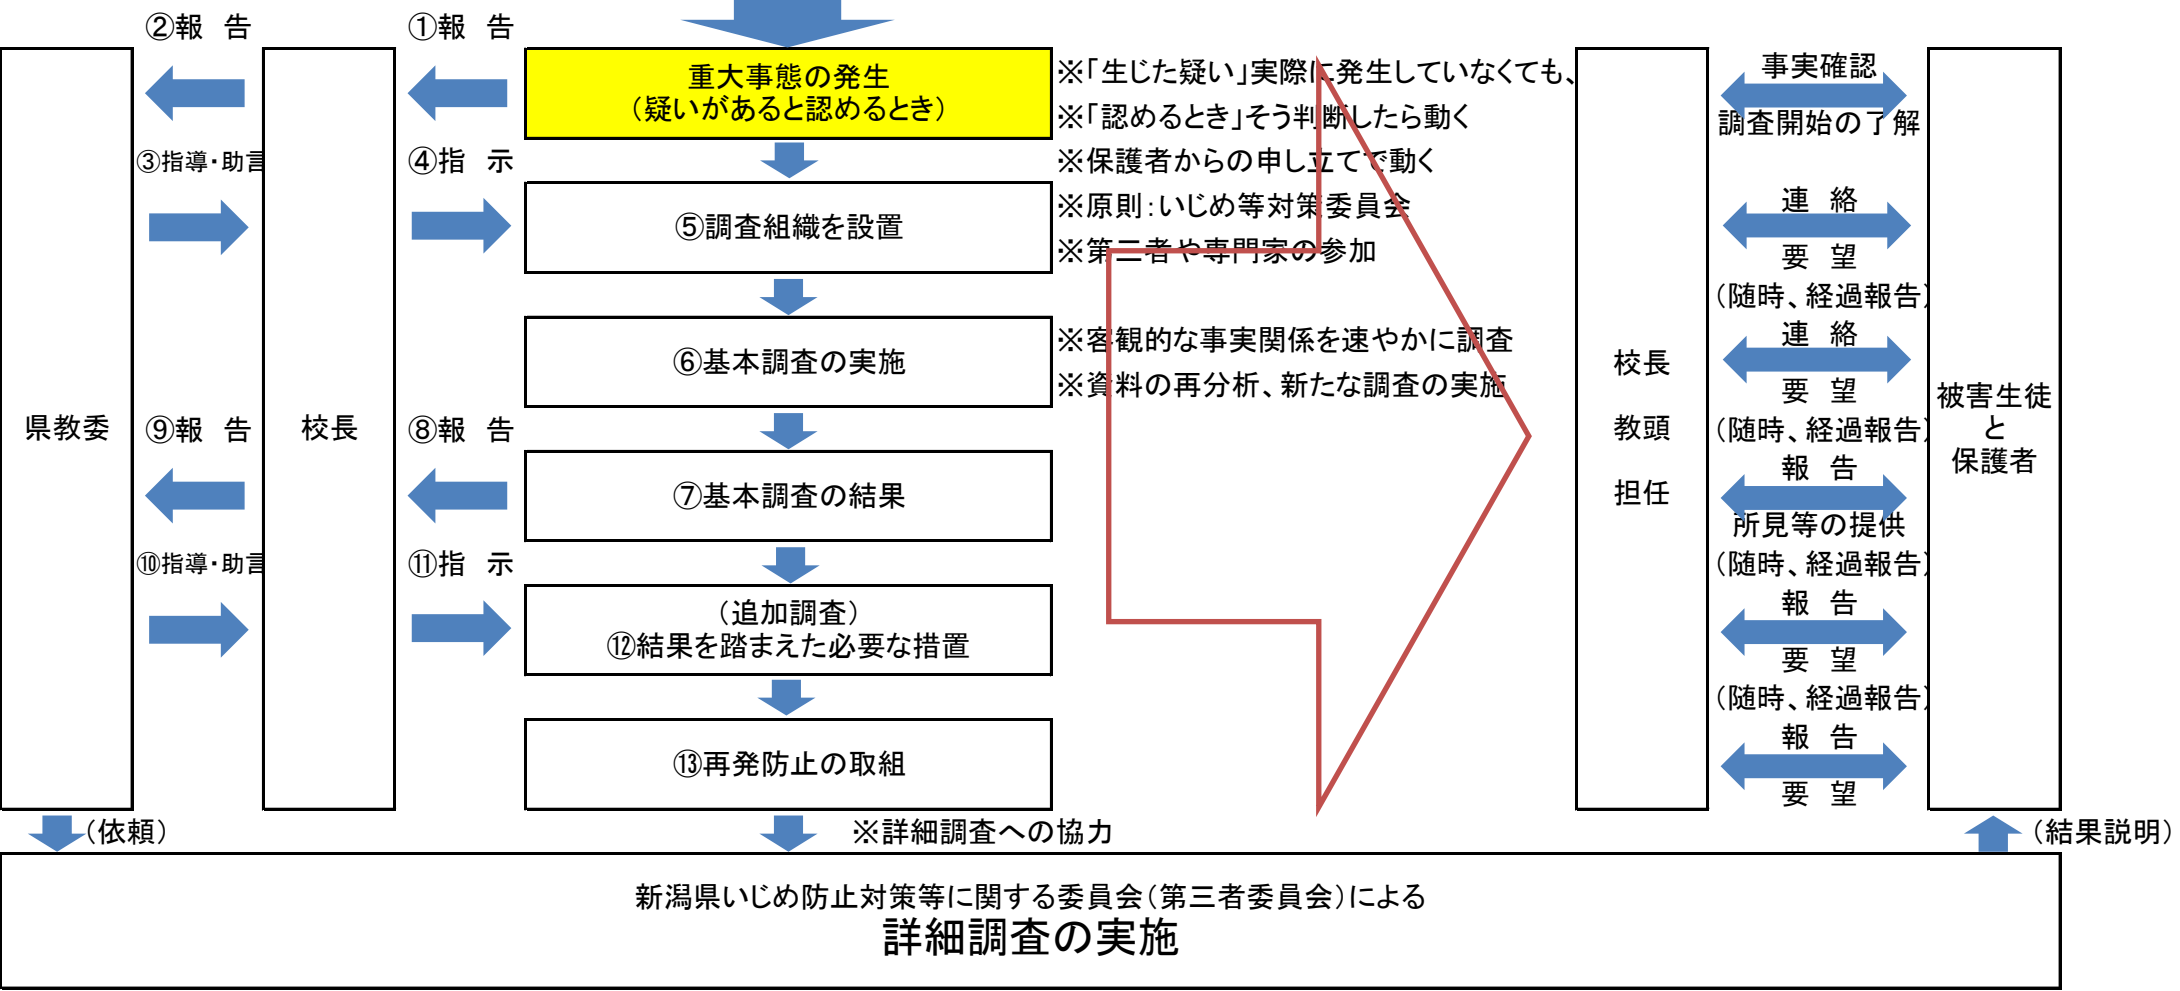 ②報　告
①報　告
重大事態の発生
（疑いがあると認めるとき）
※「生じた疑い」実際に発生していなくても、
※「認めるとき」そう判断したら動く
※保護者からの申し立てで動く
※原則：いじめ等対策委員会
※第三者や専門家の参加
事実確認
調査開始の了解
③指導・助言
④指　示
⑤調査組織を設置
連　絡
要　望
（随時、経過報告）
⑥基本調査の実施
※客観的な事実関係を速やかに調査
※資料の再分析、新たな調査の実施
連　絡
要　望
（随時、経過報告）
県教委
校長
校長
教頭
担任
被害生徒
と
保護者
⑨報　告
⑧報　告
⑦基本調査の結果
報　告
所見等の提供
（随時、経過報告）
⑩指導・助言
⑪指　示
（追加調査）
⑫結果を踏まえた必要な措置
報　告
要　望
（随時、経過報告）
⑬再発防止の取組
報　告
要　望
（依頼）
※詳細調査への協力
（結果説明）
新潟県いじめ防止対策等に関する委員会（第三者委員会）による
詳細調査の実施